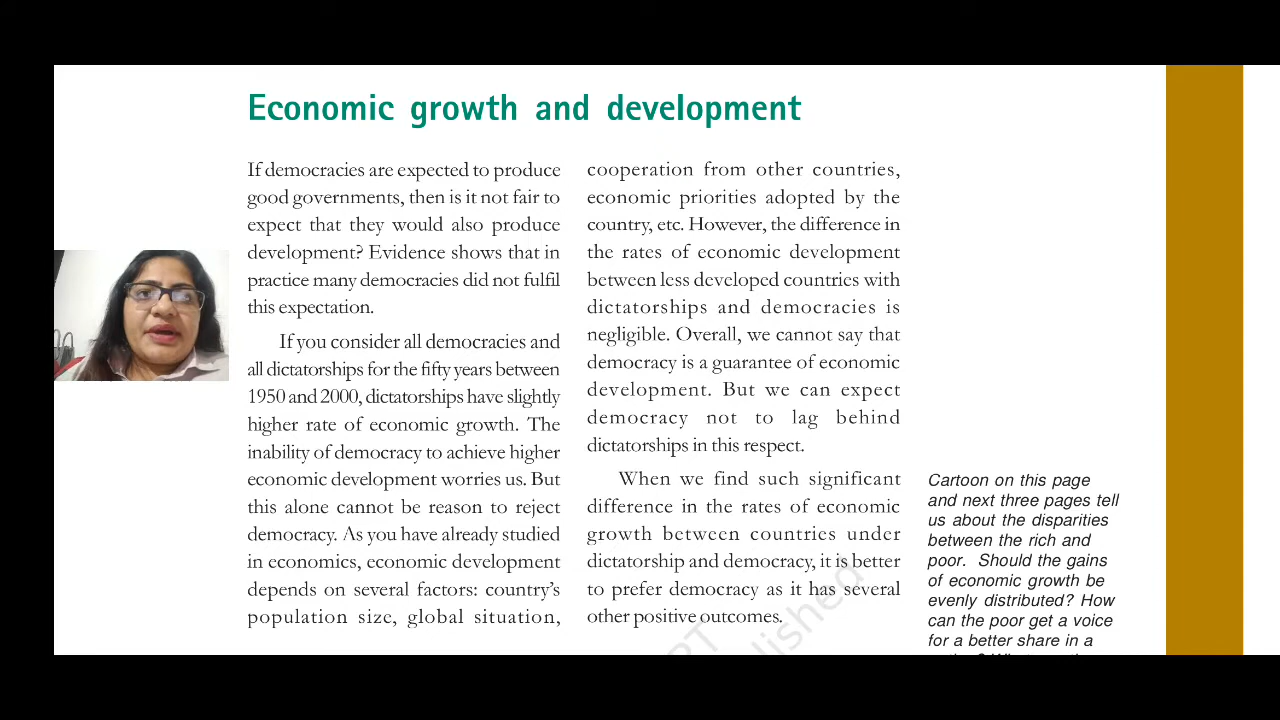 Economic growth and development
If democracies are expected to produce
good governments, then is it not fair to
expect that they would also produce
development? Evidence shows that in
practice many democracies did not fulfil
this expectation.
If you consider all democracies and
all dictatorships for the fifty years between
1950 and 2000, dictatorships have slightly
higher rate of economic growth. The
inability of democracy to achieve higher
economic development worries us. But
this alone cannot be reason to reject
democracy. As you have already studied
in economics, economic development
depends on several factors: country's
population size, global situation,
cooperation from other countries,
economic priorities adopted by the
country, etc. However, the difference in
the rates of economic development
between less developed countries with
dictatorships and democracies is
negligible. Overall, we cannot say that
democracy is a guarantee of economic
development. But we can expect
democracy not to lag behind
dictatorships in this respect.
When we find such significant
difference in the rates of economic
growth between countries under
dictatorship and democracy, it is better
to prefer democracy as it has several
other positive outcomes.
Cartoon on this page
and next three pages tell
us about the disparities
between the rich and
poor. Should the gains
of economic growth be
evenly distributed? How
can the poor get a voice
for a better share in a